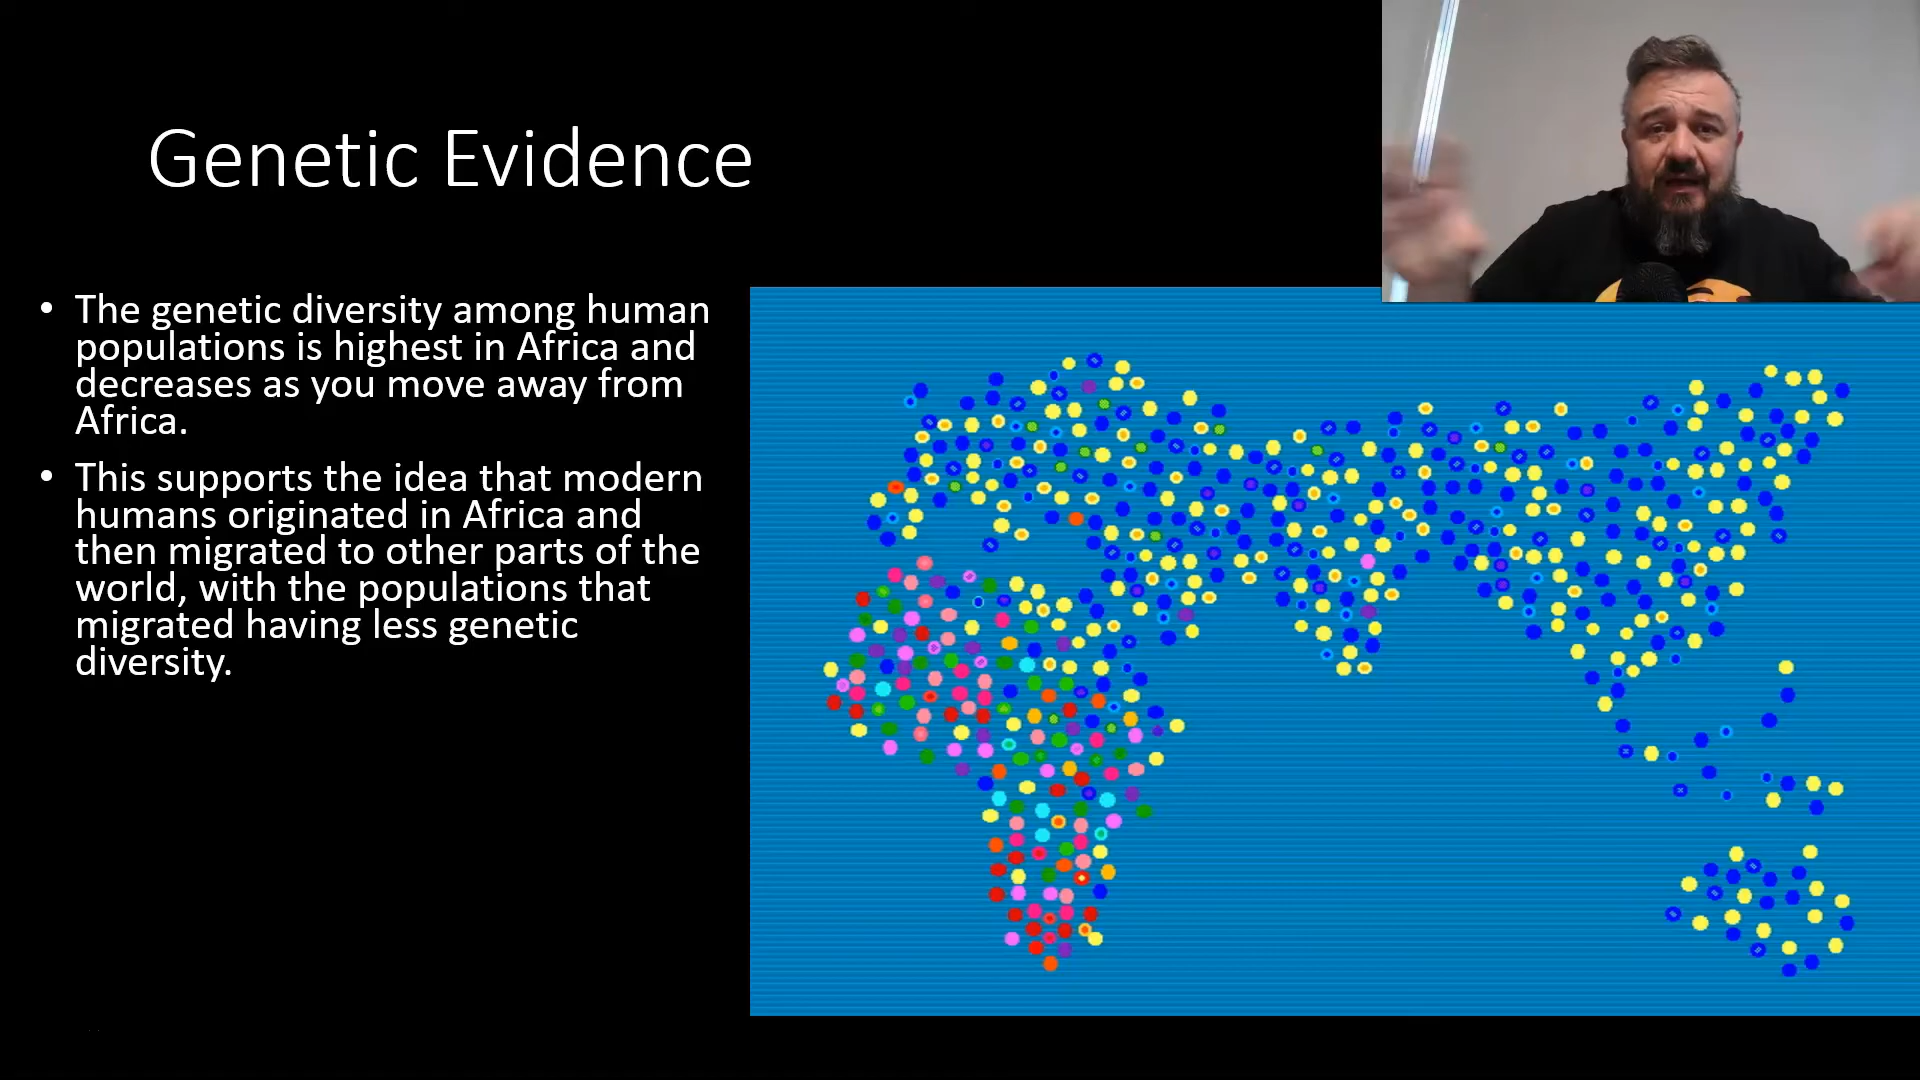 Genetic Evidence
• The genetic diversity among human
populations is highest in Africa and
decreases as you move away from
Africa.
• This supports the idea that modern
humans originated in Africa and
then migrated to other parts of the
world, with the populations that
migrated having less genetic
diversity.